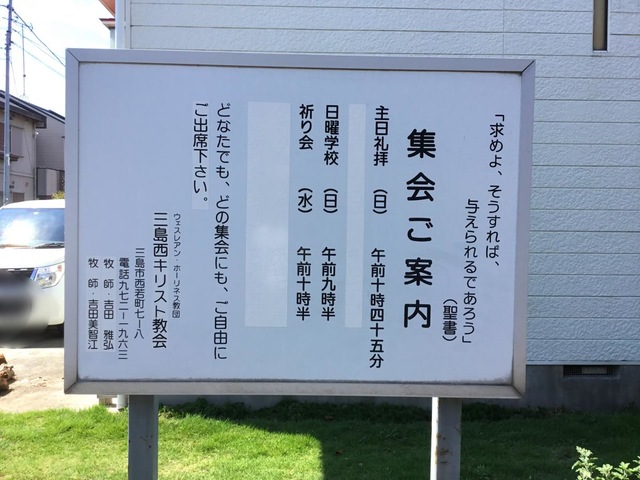 「求めよ、そうすれば、
与えられるであろう」
(聖書)
集会ご案内
主日礼拝 (日) 午前十時四十五分
日曜学校 (日) 午前九時半
祈り会 (水) 午前十時半
どなたでも、どの集会にも、ご自由に
ご出席下さい。
ウェスレアン・ホーリネス教団
三島西キリスト教会
三島市西若町七ー八
電話九七二ー一九六三
牧師・吉田 雅弘
牧師・吉田美智江